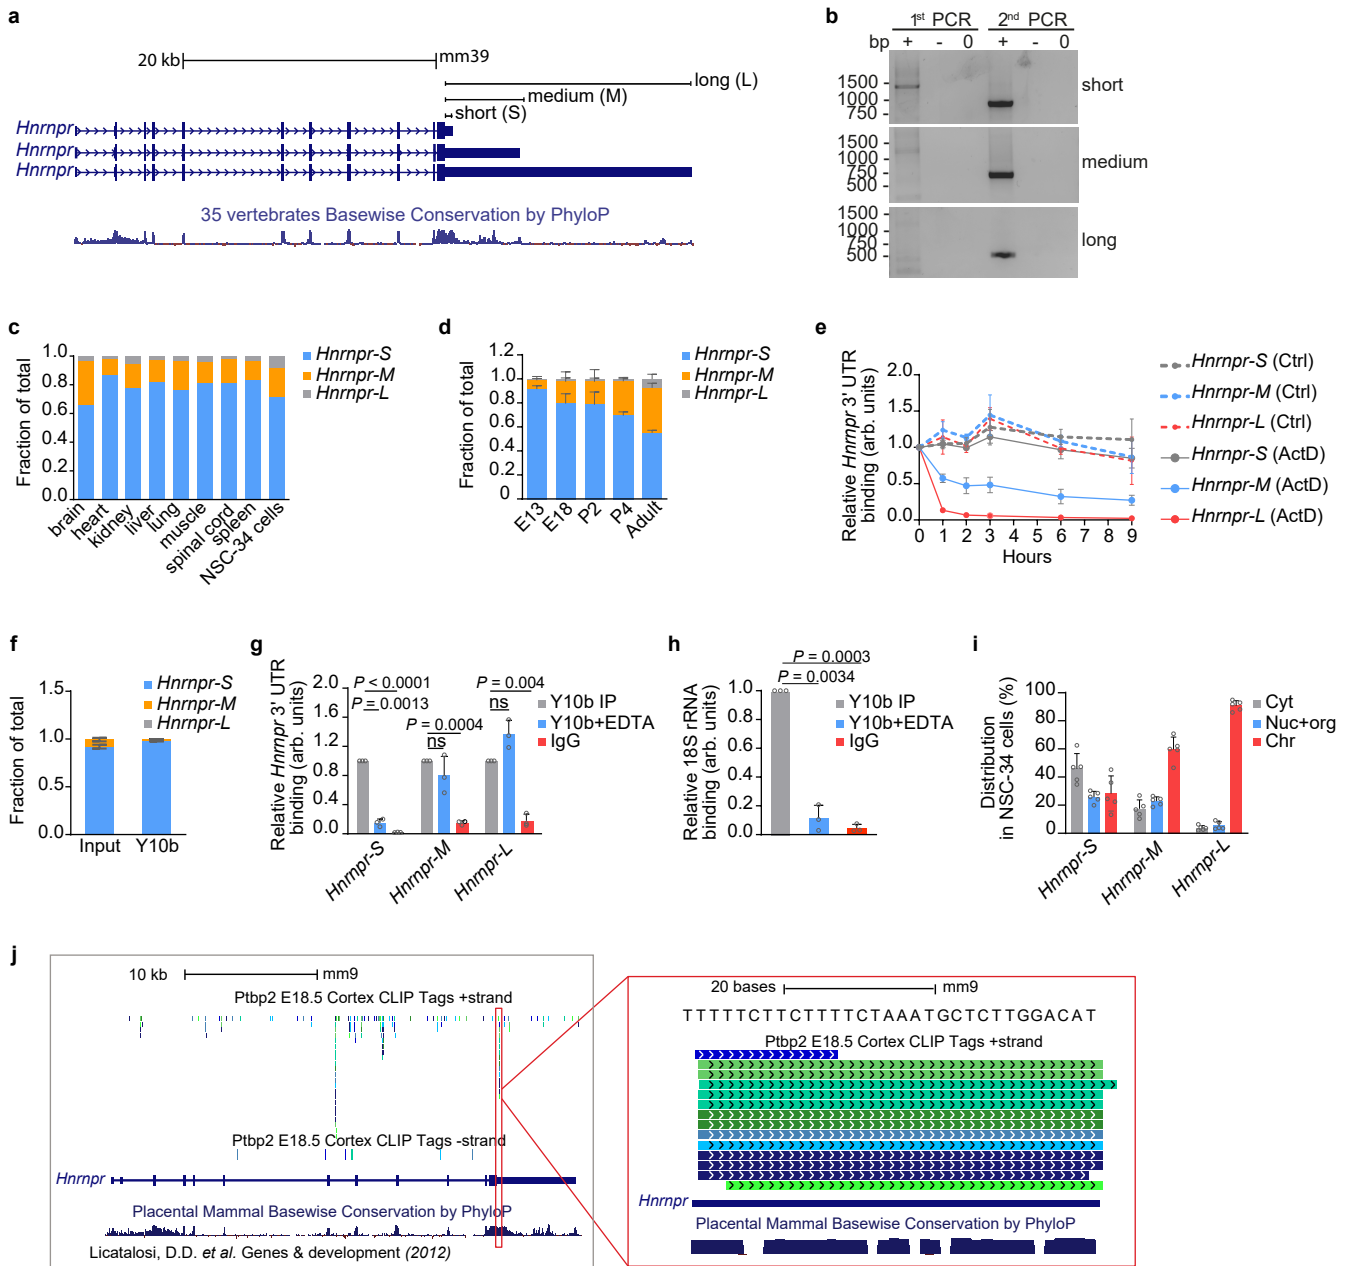 a
20 kb
mm39
long (L)
medium (M)
short (S)
Hnrnpr
Hnrnpr
Hnrnpr
35 vertebrates Basewise Conservation by PhyloP
b
1st PCR 2nd PCR
bp + - 0 + - 0
1500
1000
750
short
1500
1000
750
500
medium
1500
1000
750
500
long
c
Fraction of total
1.0
0.8
0.6
0.4
0.2
0.0
brain
heart
kidney
liver
lung
muscle
spinal cord
spleen
NSC-34 cells
Hnrnpr-S
Hnrnpr-M
Hnrnpr-L
d
Fraction of total
1.2
1.0
0.8
0.6
0.4
0.2
0
E13
E18
P2
P4
Adult
Hnrnpr-S
Hnrnpr-M
Hnrnpr-L
e
Relative Hnrnpr 3' UTR
binding (arb. units)
2.0
1.5
1.0
0.5
0.0
0 1 2 3 4 5 6 7 8 9
Hours
Hnrnpr-S (Ctrl)
Hnrnpr-M (Ctrl)
Hnrnpr-L (Ctrl)
Hnrnpr-S (ActD)
Hnrnpr-M (ActD)
Hnrnpr-L (ActD)
f
Fraction of total
1.5
1.0
0.5
0.0
Input Y10b
Hnrnpr-S
Hnrnpr-M
Hnrnpr-L
g
Relative Hnrnpr 3' UTR
binding (arb. units)
2.0
1.6
1.2
0.8
0.4
0.0
P < 0.0001
P = 0.0013
P = 0.0004
ns
P = 0.004
ns
Hnrnpr-S
Hnrnpr-M
Hnrnpr-L
Y10b IP
Y10b+EDTA
IgG
h
Relative 18S rRNA
binding (arb. units)
1.0
0.8
0.6
0.4
0.2
0.0
P = 0.0003
P = 0.0034
Y10b IP
Y10b+EDTA
IgG
i
Distribution
in NSC-34 cells (%)
100
80
60
40
20
0
Hnrnpr-S
Hnrnpr-M
Hnrnpr-L
Cyt
Nuc+org
Chr
j
10 kb
mm9
Ptbp2 E18.5 Cortex CLIP Tags +strand
Ptbp2 E18.5 Cortex CLIP Tags -strand
Hnrnpr
Placental Mammal Basewise Conservation by PhyloP
Licatalosi, D.D. et al. Genes & development (2012)
20 bases
mm9
TTTTTCTTCTTTTCTAAATGCTCTTGGACAT
Ptbp2 E18.5 Cortex CLIP Tags +strand
Hnrnpr
Placental Mammal Basewise Conservation by PhyloP